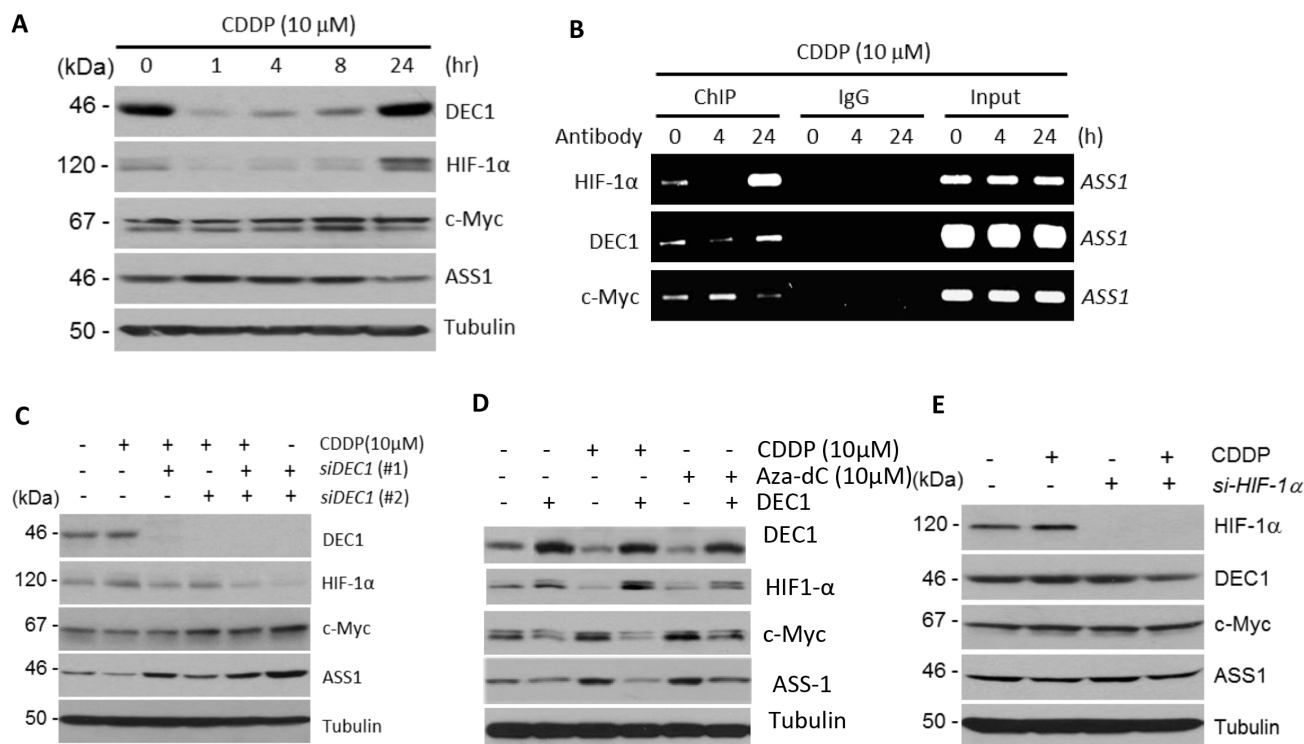 A
CDDP (10 µM)
(kDa) 0 1 4 8 24 (hr)
46 - DEC1
120 - HIF-1α
67 - c-Myc
46 - ASS1
50 - Tubulin
B
CDDP (10 µM)
ChIP IgG Input
Antibody 0 4 24 0 4 24 0 4 24 (h)
HIF-1α ASS1
DEC1 ASS1
c-Myc ASS1
C
- + + + + - CDDP(10µM)
- - + - + + siDEC1 (#1)
(kDa) - - - + + + siDEC1 (#2)
46 - DEC1
120 - HIF-1α
67 - c-Myc
46 - ASS1
50 - Tubulin
D
- - + + - - CDDP (10µM)
- - - - + + Aza-dC (10µM)
- + - + - + DEC1
DEC1
HIF1-α
c-Myc
ASS-1
Tubulin
E
- + - + CDDP
(kDa) - - + + si-HIF-1α
120 - HIF-1α
46 - DEC1
67 - c-Myc
46 - ASS1
50 - Tubulin